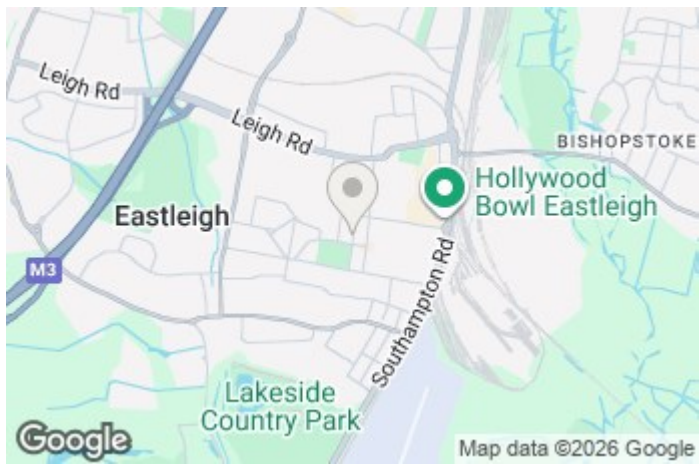 Leigh Rd
Leigh Rd
BISHOPSTOKE
Hollywood
Bowl Eastleigh
Eastleigh
M3
Southampton Rd
Lakeside
Country Park
Google
Map data ©2026 Google